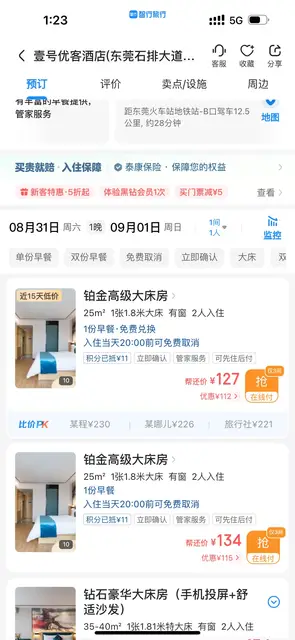 1:23
5G
智行旅行
壹号优客酒店(东莞石排大道...
客服
收藏
分享
预订
评价
卖点/设施
周边
有丰富的早餐提供，
管家服务
距东莞火车站地铁站-B口驾车12.5
公里, 约28分钟
地图
买贵就赔 · 入住保障
泰康保险 · 保障您的权益
新客特惠·5折起
体验黑钻会员1次
买门票减¥5
查看
08月31日 周六
1晚
09月01日 周日
1间
1人
监控
单份早餐
双份早餐
免费取消
立即确认
大床
近15天低价
铂金高级大床房
25m² 1张1.8米大床 有窗 2人入住
1份早餐·免费兑换
入住当天20:00前可免费取消
积分已抵¥11
立即确认
管家服务
可先住后付
10
帮还价 ¥127
优惠¥112
抢
在线付
比价PK
某程¥230
某哪儿¥226
旅行社¥221
铂金高级大床房
25m² 1张1.8米大床 有窗 2人入住
1份早餐
入住当天20:00前可免费取消
积分已抵¥11
立即确认
管家服务
可先住后付
10
帮还价 ¥134
优惠¥115
抢
在线付
钻石豪华大床房（手机投屏+舒
适沙发）
35-40m² 1张1.81米特大床 有窗